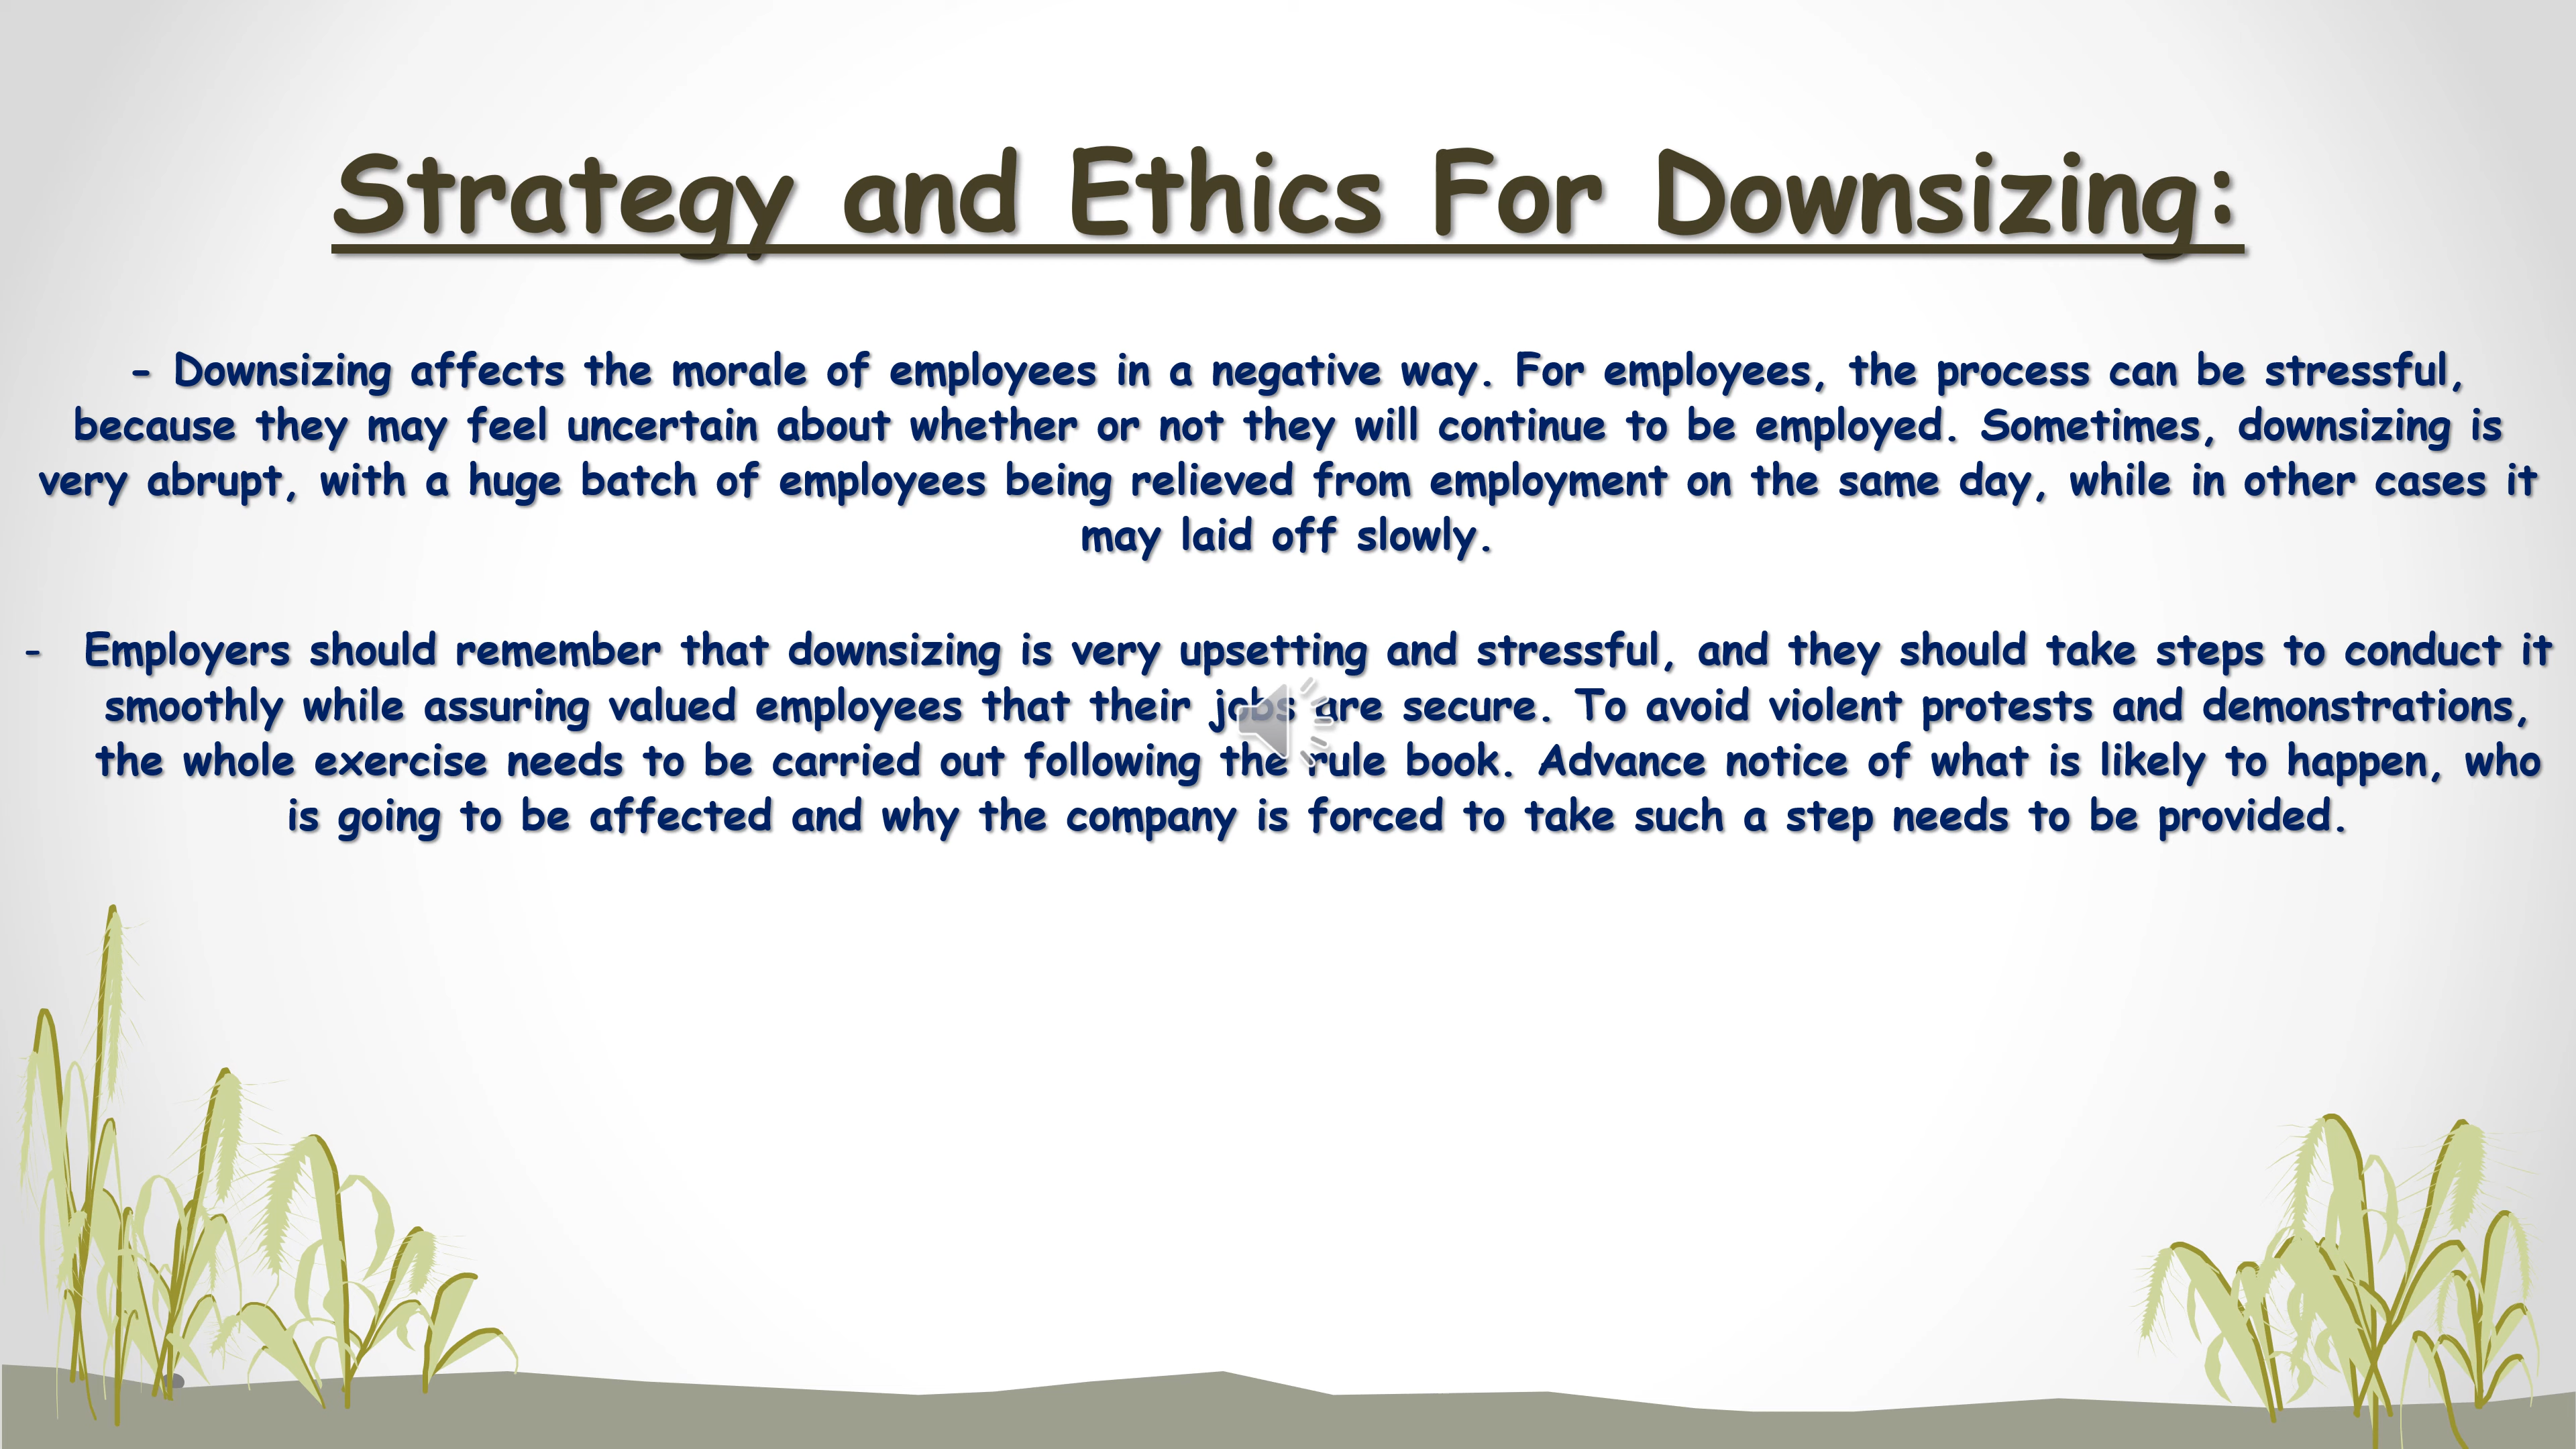 Strategy and Ethics For Downsizing:
- Downsizing affects the morale of employees in a negative way. For employees, the process can be stressful,
because they may feel uncertain about whether or not they will continue to be employed. Sometimes, downsizing is
very abrupt, with a huge batch of employees being relieved from employment on the same day, while in other cases it
may laid off slowly.
- Employers should remember that downsizing is very upsetting and stressful, and they should take steps to conduct it
smoothly while assuring valued employees that their jobs are secure. To avoid violent protests and demonstrations,
the whole exercise needs to be carried out following the rule book. Advance notice of what is likely to happen, who
is going to be affected and why the company is forced to take such a step needs to be provided.